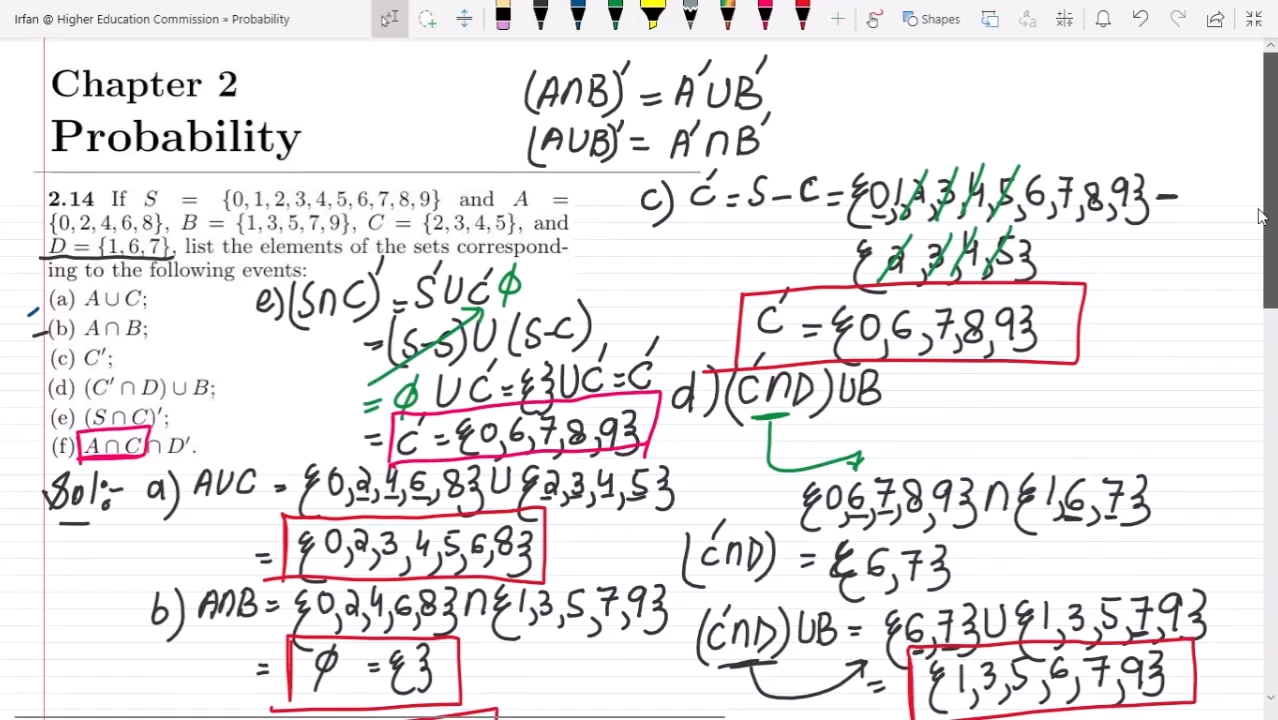 Irfan @ Higher Education Commission » Probability
Shapes
Chapter 2
Probability
(A∩B)′ = A′∪B′
(A∪B)′ = A′∩B′
2.14 If S = {0, 1, 2, 3, 4, 5, 6, 7, 8, 9} and A =
{0, 2, 4, 6, 8}, B = {1, 3, 5, 7, 9}, C = {2, 3, 4, 5}, and
D = {1, 6, 7}, list the elements of the sets correspond-
ing to the following events:
(a) A ∪ C;
(b) A ∩ B;
(c) C′;
(d) (C′ ∩ D) ∪ B;
(e) (S ∩ C)′;
(f) A ∩ C ∩ D′.
e) (S∩C)′ = S′∪C′ ϕ
= (S-S) ∪ (S-C)
= ϕ ∪ C′ = { } ∪ C′ = C′
= C′ = {0,6,7,8,9}
Sol:- a) A∪C = {0,2,4,6,8} ∪ {2,3,4,5}
= {0,2,3,4,5,6,8}
b) A∩B = {0,2,4,6,8} ∩ {1,3,5,7,9}
= ϕ = { }
c) C′ = S - C = {0,1,2,3,4,5,6,7,8,9} -
{2,3,4,5}
C′ = {0,6,7,8,9}
d) (C′∩D)∪B
{0,6,7,8,9} ∩ {1,6,7}
(C′∩D) = {6,7}
(C′∩D)∪B = {6,7} ∪ {1,3,5,7,9}
= {1,3,5,6,7,9}